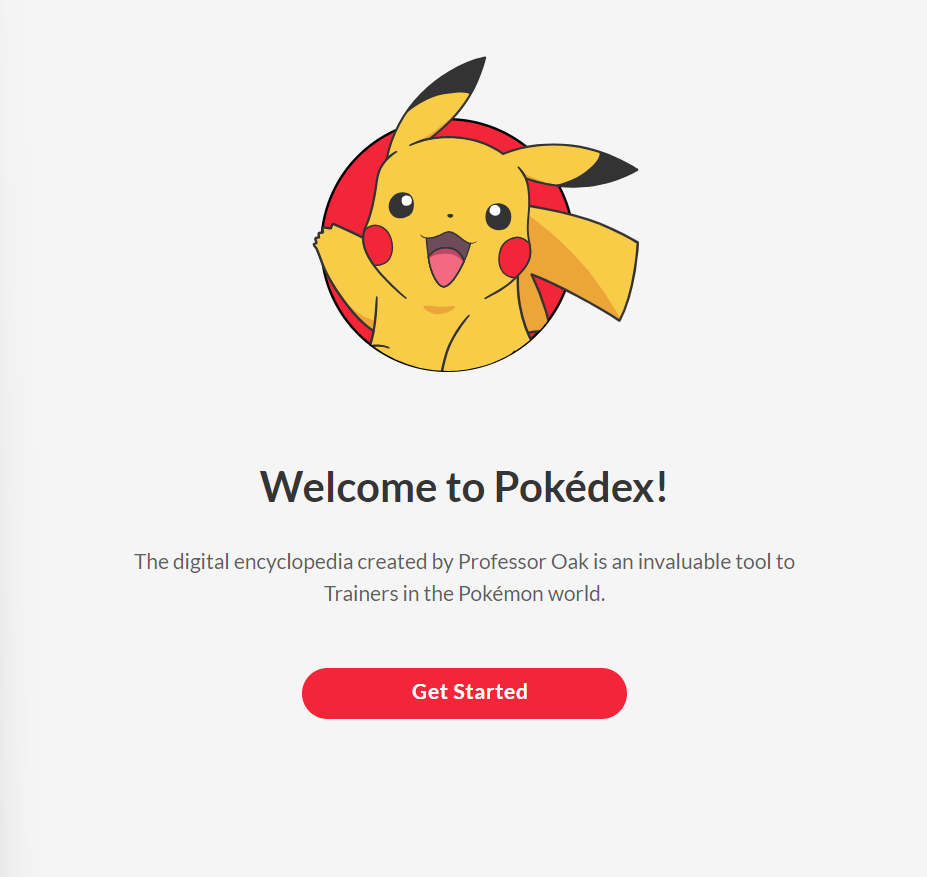 Welcome to Pokédex!
The digital encyclopedia created by Professor Oak is an invaluable tool to
Trainers in the Pokémon world.
Get Started